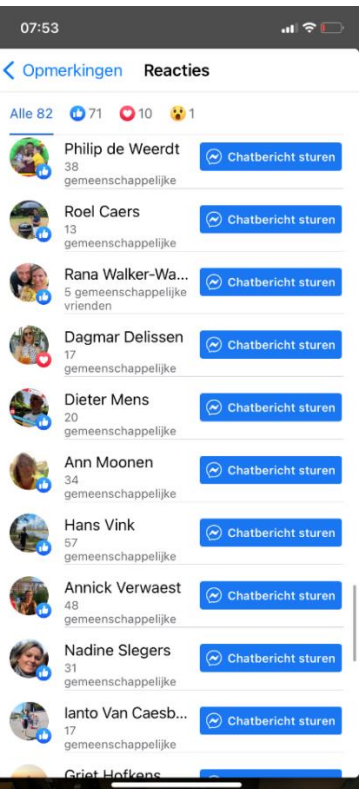 07:53
Opmerkingen Reacties
Alle 82 71 10 1
Philip de Weerdt
38
gemeenschappelijke
Chatbericht sturen
Roel Caers
13
gemeenschappelijke
Chatbericht sturen
Rana Walker-Wa...
5 gemeenschappelijke
vrienden
Chatbericht sturen
Dagmar Delissen
17
gemeenschappelijke
Chatbericht sturen
Dieter Mens
20
gemeenschappelijke
Chatbericht sturen
Ann Moonen
34
gemeenschappelijke
Chatbericht sturen
Hans Vink
57
gemeenschappelijke
Chatbericht sturen
Annick Verwaest
48
gemeenschappelijke
Chatbericht sturen
Nadine Slegers
31
gemeenschappelijke
Chatbericht sturen
Ianto Van Caesb...
17
gemeenschappelijke
Chatbericht sturen
Griet Hofkens